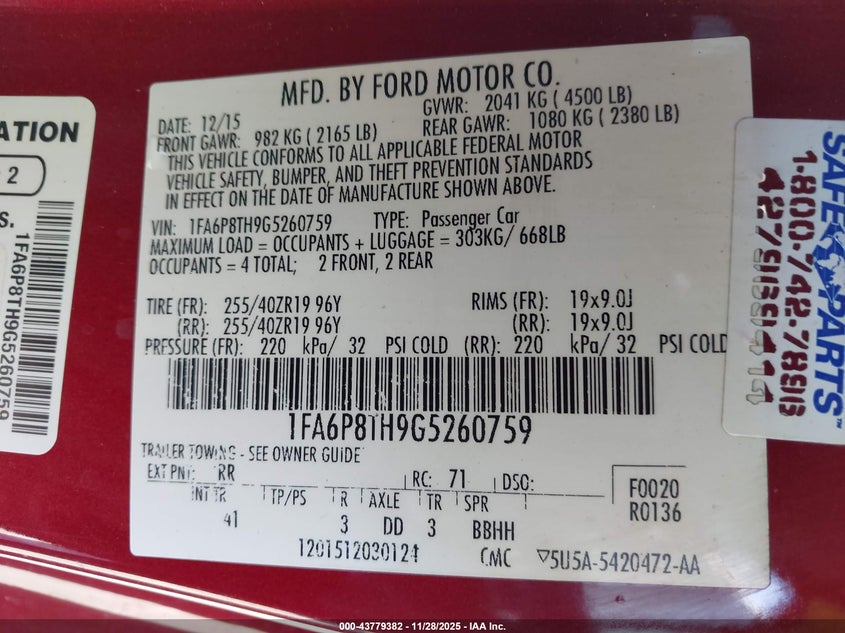 MFD. BY FORD MOTOR CO.
DATE: 12/15 GVWR: 2041 KG ( 4500 LB)
FRONT GAWR: 982 KG ( 2165 LB) REAR GAWR: 1080 KG ( 2380 LB)
THIS VEHICLE CONFORMS TO ALL APPLICABLE FEDERAL MOTOR
VEHICLE SAFETY, BUMPER, AND THEFT PREVENTION STANDARDS
IN EFFECT ON THE DATE OF MANUFACTURE SHOWN ABOVE.
VIN: 1FA6P8TH9G5260759 TYPE: Passenger Car
MAXIMUM LOAD = OCCUPANTS + LUGGAGE = 303KG/ 668LB
OCCUPANTS = 4 TOTAL; 2 FRONT, 2 REAR
TIRE (FR): 255/40ZR19 96Y RIMS (FR): 19x9.0J
(RR): 255/40ZR19 96Y (RR): 19x9.0J
PRESSURE (FR): 220 kPa/ 32 PSI COLD (RR): 220 kPa/ 32 PSI COLD
1FA6P8TH9G5260759
TRAILER TOWING - SEE OWNER GUIDE
EXT PNT: RR RC: 71 DSO:
INT TR TP/PS R AXLE TR SPR
41 3 DD 3 BBHH
F0020
R0136
1201512030124 CMC ▽5U5A-5420472-AA
ATION
2
S.
1FA6P8TH9G5260759
SAFE PARTS
1-800-742-7893
000-43779382 | 11/28/2025 | IAA Inc.